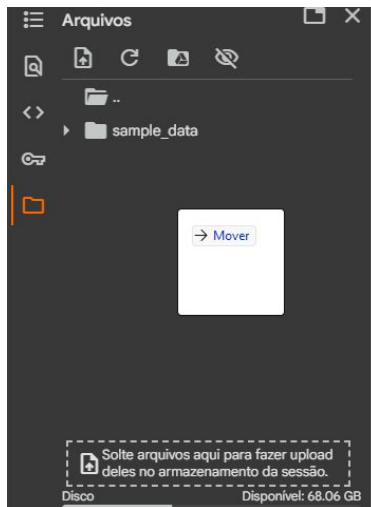 Arquivos
..
sample_data
→ Mover
Solte arquivos aqui para fazer upload
deles no armazenamento da sessão.
Disco Disponível: 68.06 GB